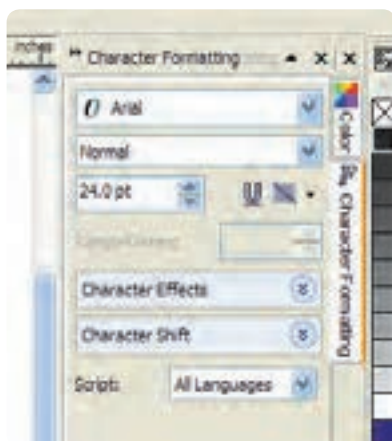 inches
Character Formatting
O Arial
Normal
24.0 pt
U
Character Effects
Character Shift
Script: All Languages
Color
Character Formatting